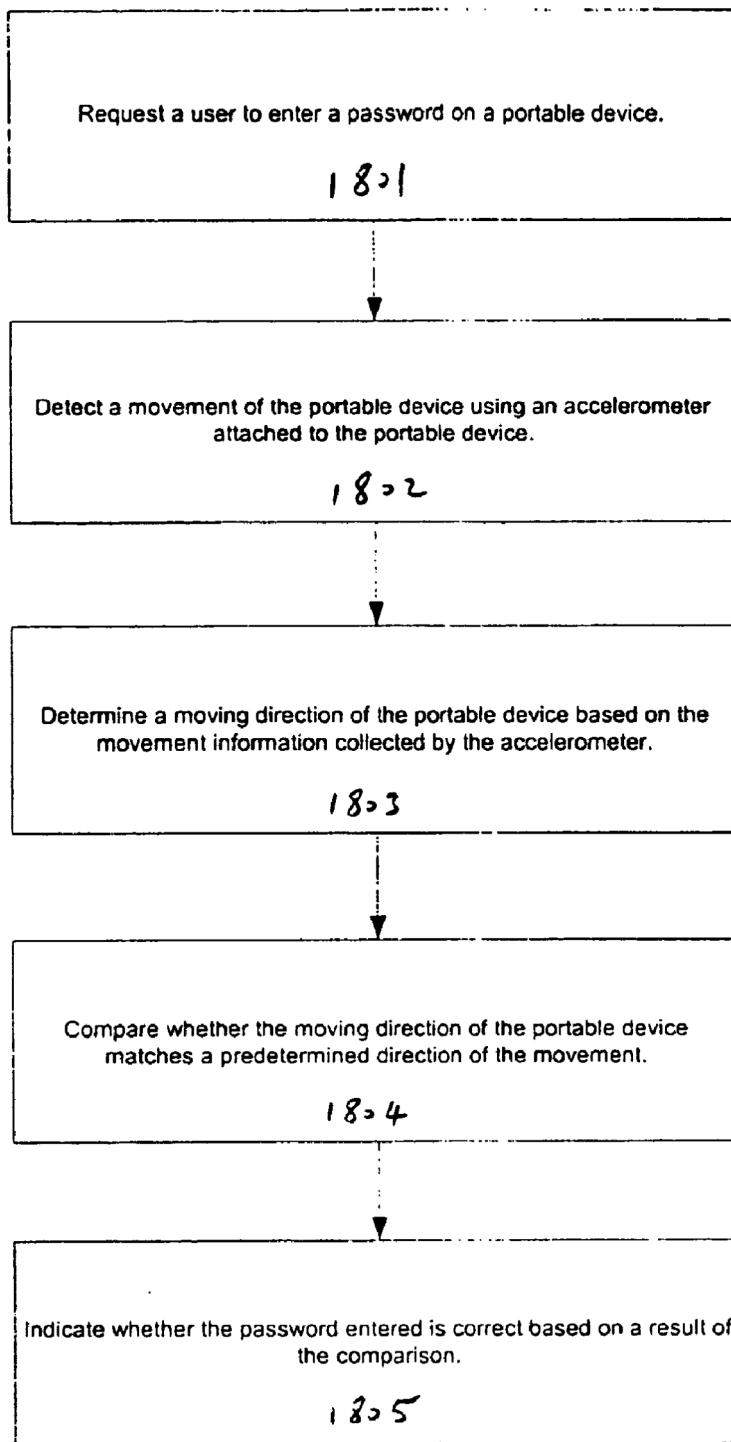 Request a user to enter a password on a portable device.
1801
Detect a movement of the portable device using an accelerometer
attached to the portable device.
1802
Determine a moving direction of the portable device based on the
movement information collected by the accelerometer.
1803
Compare whether the moving direction of the portable device
matches a predetermined direction of the movement.
1804
Indicate whether the password entered is correct based on a result of
the comparison.
1805